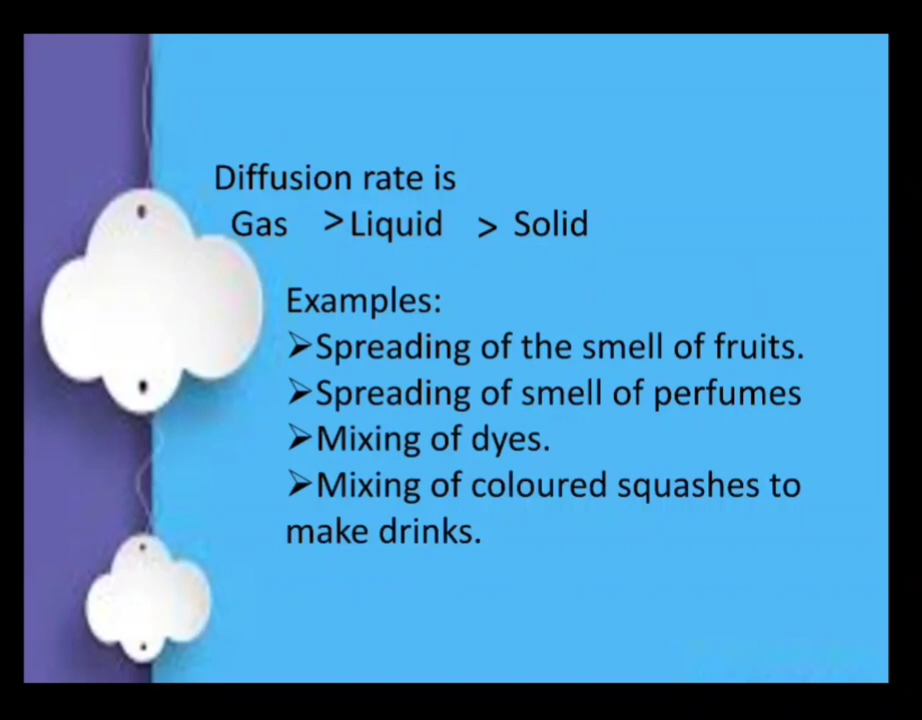 Diffusion rate is
Gas > Liquid > Solid
Examples:
➢Spreading of the smell of fruits.
➢Spreading of smell of perfumes
➢Mixing of dyes.
➢Mixing of coloured squashes to
make drinks.